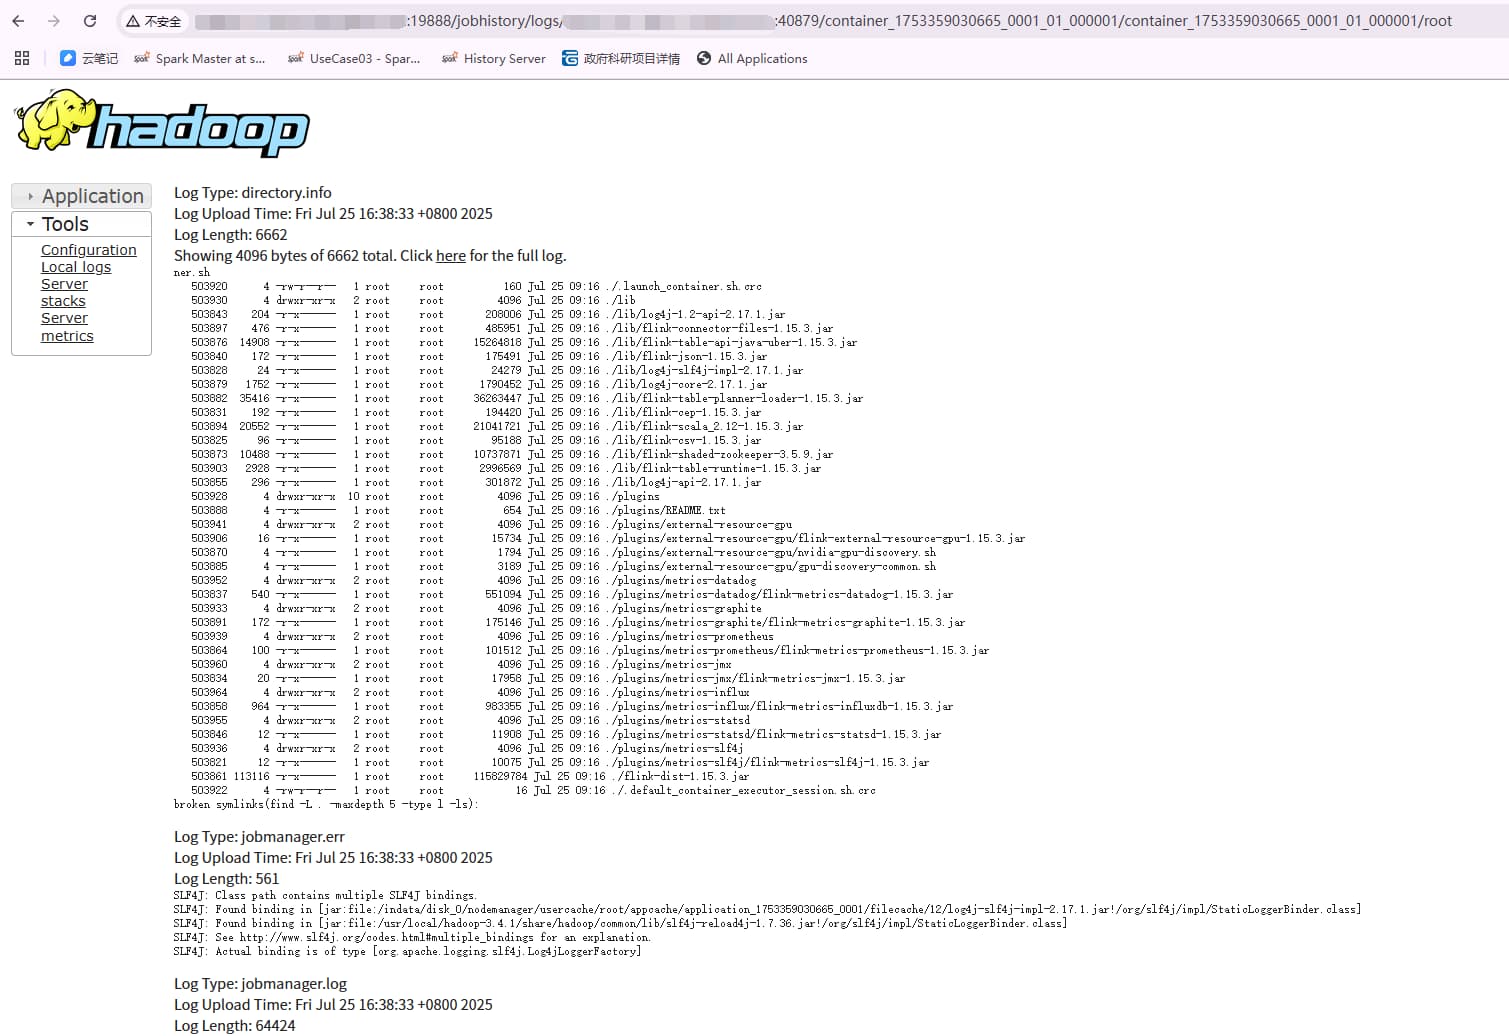 不安全 :19888/jobhistory/logs/ :40879/container_1753359030665_0001_01_000001/container_1753359030665_0001_01_000001/root
云笔记 Spark Master at s... UseCase03 - Spar... History Server 政府科研项目详情 All Applications
hadoop
Application
Tools
Configuration
Local logs
Server
stacks
Server
metrics
Log Type: directory.info
Log Upload Time: Fri Jul 25 16:38:33 +0800 2025
Log Length: 6662
Showing 4096 bytes of 6662 total. Click here for the full log.
ner.sh
503920 4 -rw-r--r-- 1 root root 160 Jul 25 09:16 ./.launch_container.sh.crc
503930 4 drwxr-xr-x 2 root root 4096 Jul 25 09:16 ./lib
503843 204 -r-x------ 1 root root 208006 Jul 25 09:16 ./lib/log4j-1.2-api-2.17.1.jar
503897 476 -r-x------ 1 root root 485951 Jul 25 09:16 ./lib/flink-connector-files-1.15.3.jar
503876 14908 -r-x------ 1 root root 15264818 Jul 25 09:16 ./lib/flink-table-api-java-uber-1.15.3.jar
503840 172 -r-x------ 1 root root 175491 Jul 25 09:16 ./lib/flink-json-1.15.3.jar
503828 24 -r-x------ 1 root root 24279 Jul 25 09:16 ./lib/log4j-slf4j-impl-2.17.1.jar
503879 1752 -r-x------ 1 root root 1790452 Jul 25 09:16 ./lib/log4j-core-2.17.1.jar
503882 35416 -r-x------ 1 root root 36263447 Jul 25 09:16 ./lib/flink-table-planner-loader-1.15.3.jar
503831 192 -r-x------ 1 root root 194420 Jul 25 09:16 ./lib/flink-cep-1.15.3.jar
503894 20552 -r-x------ 1 root root 21041721 Jul 25 09:16 ./lib/flink-scala_2.12-1.15.3.jar
503825 96 -r-x------ 1 root root 95188 Jul 25 09:16 ./lib/flink-csv-1.15.3.jar
503873 10488 -r-x------ 1 root root 10737871 Jul 25 09:16 ./lib/flink-shaded-zookeeper-3.5.9.jar
503903 2928 -r-x------ 1 root root 2996569 Jul 25 09:16 ./lib/flink-table-runtime-1.15.3.jar
503855 296 -r-x------ 1 root root 301872 Jul 25 09:16 ./lib/log4j-api-2.17.1.jar
503928 4 drwxr-xr-x 10 root root 4096 Jul 25 09:16 ./plugins
503888 4 -r-x------ 1 root root 654 Jul 25 09:16 ./plugins/README.txt
503941 4 drwxr-xr-x 2 root root 4096 Jul 25 09:16 ./plugins/external-resource-gpu
503906 16 -r-x------ 1 root root 15734 Jul 25 09:16 ./plugins/external-resource-gpu/flink-external-resource-gpu-1.15.3.jar
503870 4 -r-x------ 1 root root 1794 Jul 25 09:16 ./plugins/external-resource-gpu/nvidia-gpu-discovery.sh
503885 4 -r-x------ 1 root root 3189 Jul 25 09:16 ./plugins/external-resource-gpu/gpu-discovery-common.sh
503952 4 drwxr-xr-x 2 root root 4096 Jul 25 09:16 ./plugins/metrics-datadog
503837 540 -r-x------ 1 root root 551094 Jul 25 09:16 ./plugins/metrics-datadog/flink-metrics-datadog-1.15.3.jar
503933 4 drwxr-xr-x 2 root root 4096 Jul 25 09:16 ./plugins/metrics-graphite
503891 172 -r-x------ 1 root root 175146 Jul 25 09:16 ./plugins/metrics-graphite/flink-metrics-graphite-1.15.3.jar
503939 4 drwxr-xr-x 2 root root 4096 Jul 25 09:16 ./plugins/metrics-prometheus
503864 100 -r-x------ 1 root root 101512 Jul 25 09:16 ./plugins/metrics-prometheus/flink-metrics-prometheus-1.15.3.jar
503960 4 drwxr-xr-x 2 root root 4096 Jul 25 09:16 ./plugins/metrics-jmx
503834 20 -r-x------ 1 root root 17958 Jul 25 09:16 ./plugins/metrics-jmx/flink-metrics-jmx-1.15.3.jar
503964 4 drwxr-xr-x 2 root root 4096 Jul 25 09:16 ./plugins/metrics-influx
503858 964 -r-x------ 1 root root 983355 Jul 25 09:16 ./plugins/metrics-influx/flink-metrics-influxdb-1.15.3.jar
503955 4 drwxr-xr-x 2 root root 4096 Jul 25 09:16 ./plugins/metrics-statsd
503846 12 -r-x------ 1 root root 11908 Jul 25 09:16 ./plugins/metrics-statsd/flink-metrics-statsd-1.15.3.jar
503936 4 drwxr-xr-x 2 root root 4096 Jul 25 09:16 ./plugins/metrics-slf4j
503821 12 -r-x------ 1 root root 10075 Jul 25 09:16 ./plugins/metrics-slf4j/flink-metrics-slf4j-1.15.3.jar
503861 113116 -r-x------ 1 root root 115829784 Jul 25 09:16 ./flink-dist-1.15.3.jar
503922 4 -rw-r--r-- 1 root root 16 Jul 25 09:16 ./.default_container_executor_session.sh.crc
broken symlinks(find -L . -maxdepth 5 -type l -ls):
Log Type: jobmanager.err
Log Upload Time: Fri Jul 25 16:38:33 +0800 2025
Log Length: 561
SLF4J: Class path contains multiple SLF4J bindings.
SLF4J: Found binding in [jar:file:/indata/disk_0/nodemanager/usercache/root/appcache/application_1753359030665_0001/filecache/12/log4j-slf4j-impl-2.17.1.jar!/org/slf4j/impl/StaticLoggerBinder.class]
SLF4J: Found binding in [jar:file:/usr/local/hadoop-3.4.1/share/hadoop/common/lib/slf4j-reload4j-1.7.36.jar!/org/slf4j/impl/StaticLoggerBinder.class]
SLF4J: See http://www.slf4j.org/codes.html#multiple_bindings for an explanation.
SLF4J: Actual binding is of type [org.apache.logging.slf4j.Log4jLoggerFactory]
Log Type: jobmanager.log
Log Upload Time: Fri Jul 25 16:38:33 +0800 2025
Log Length: 64424